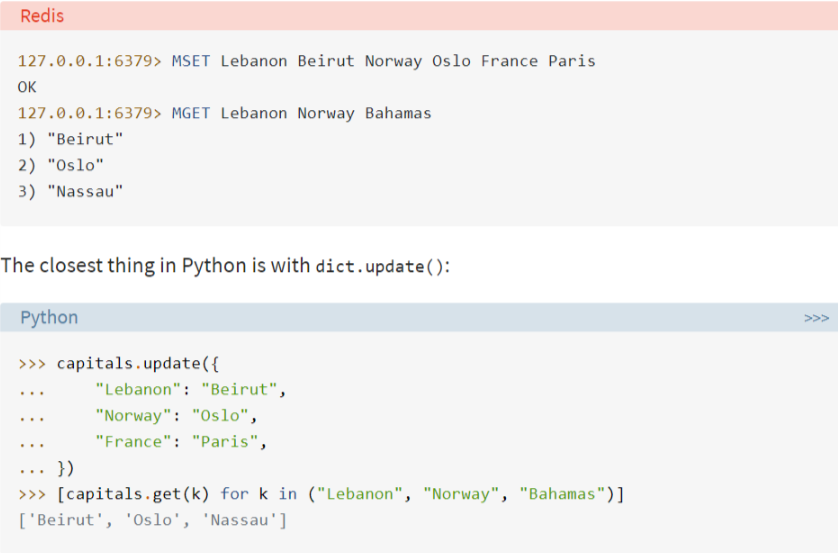 Redis
127.0.0.1:6379> MSET Lebanon Beirut Norway Oslo France Paris
OK
127.0.0.1:6379> MGET Lebanon Norway Bahamas
1) "Beirut"
2) "Oslo"
3) "Nassau"
The closest thing in Python is with dict.update():
Python >>>
>>> capitals.update({
...     "Lebanon": "Beirut",
...     "Norway": "Oslo",
...     "France": "Paris",
... })
>>> [capitals.get(k) for k in ("Lebanon", "Norway", "Bahamas")]
['Beirut', 'Oslo', 'Nassau']